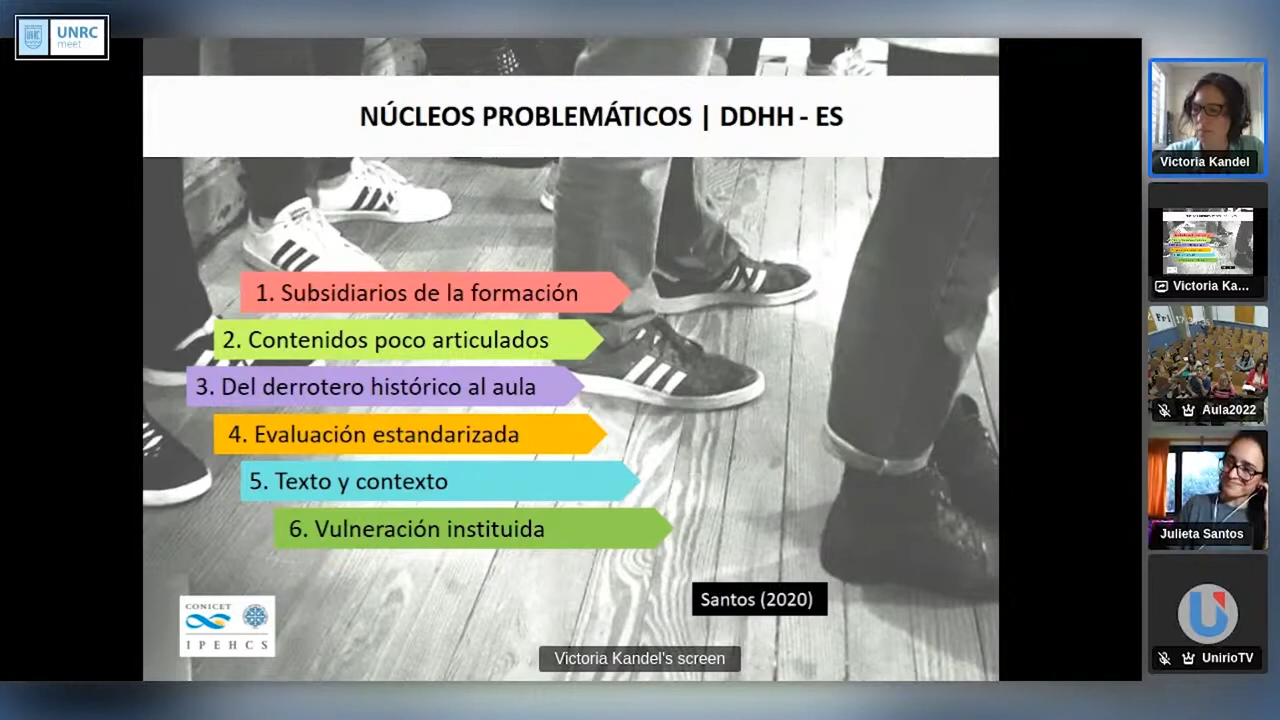 UNRC
meet
NÚCLEOS PROBLEMÁTICOS | DDHH - ES
1. Subsidiarios de la formación
2. Contenidos poco articulados
3. Del derrotero histórico al aula
4. Evaluación estandarizada
5. Texto y contexto
6. Vulneración instituida
Santos (2020)
CONICET
IPEHCS
Victoria Kandel's screen
Victoria Kandel
Victoria Ka...
Aula2022
Julieta Santos
UnirioTV